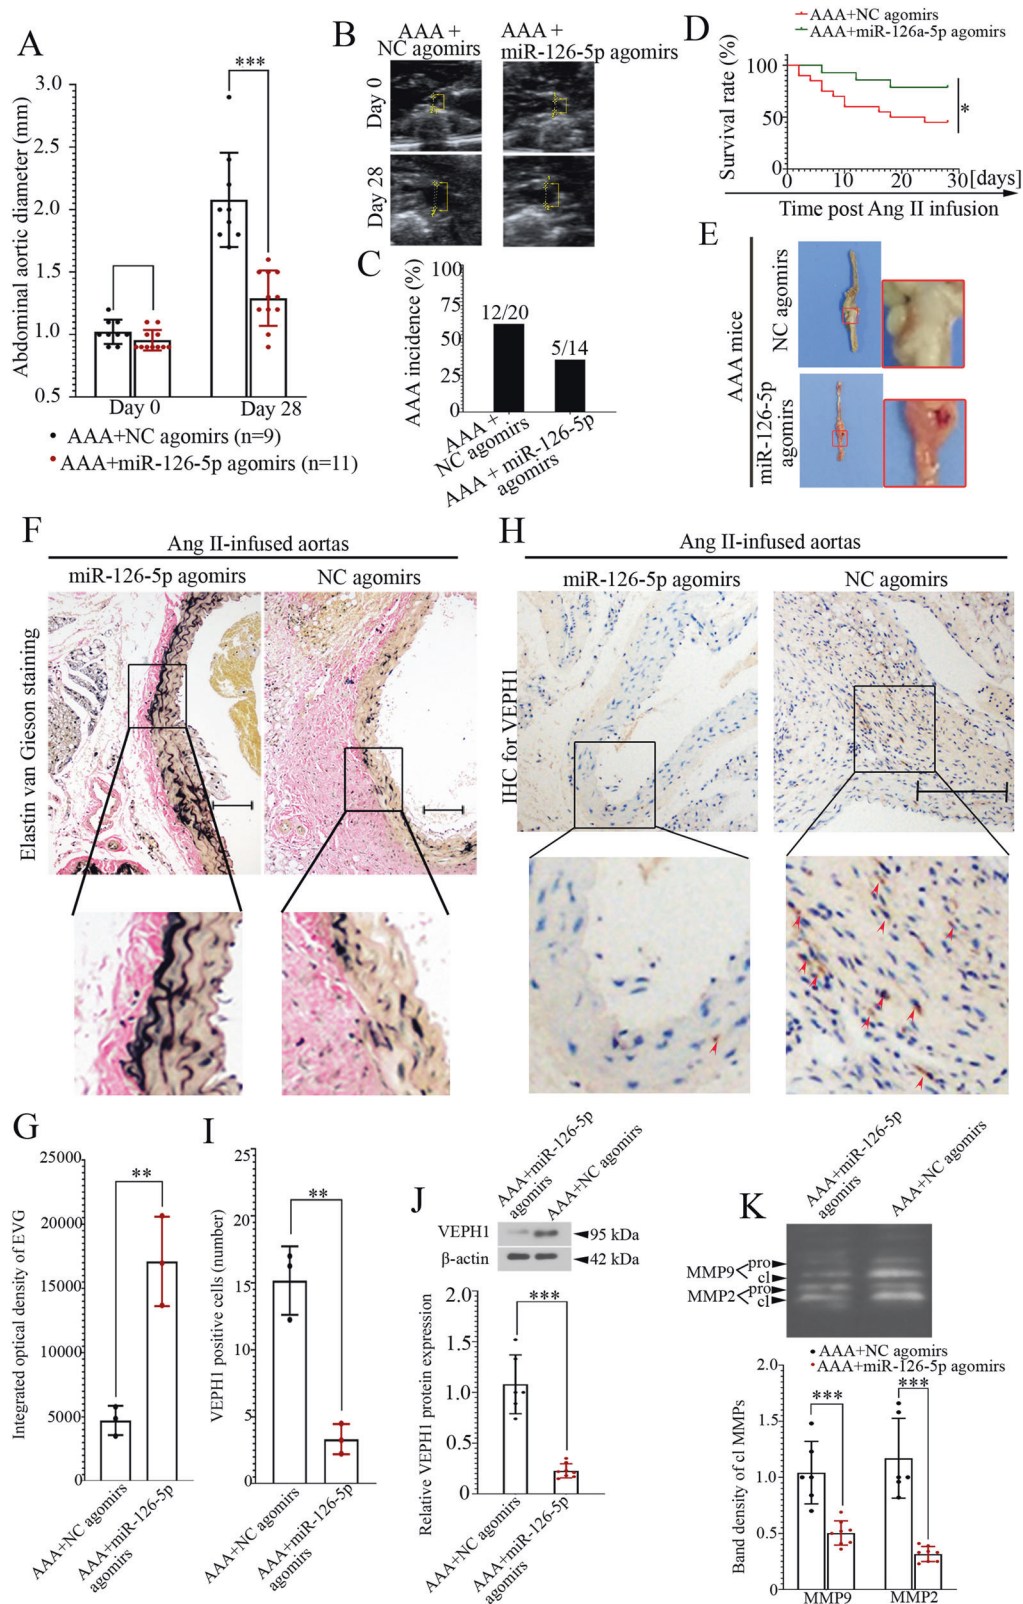 A
Abdominal aortic diameter (mm)
3.0
2.5
2.0
1.5
1.0
0.5
***
Day 0
Day 28
AAA+NC agomirs (n=9)
AAA+miR-126-5p agomirs (n=11)
B
AAA +
NC agomirs
AAA +
miR-126-5p agomirs
Day 0
Day 28
C
AAA incidence (%)
100
75
50
25
0
12/20
5/14
AAA +
NC agomirs
AAA + miR-126-5p
agomirs
D
AAA+NC agomirs
AAA+miR-126a-5p agomirs
Survival rate (%)
100
50
0
*
0
10
20
30[days]
Time post Ang II infusion
E
AAA mice
NC agomirs
miR-126-5p
agomirs
F
Ang II-infused aortas
miR-126-5p agomirs
NC agomirs
Elastin van Gieson staining
H
Ang II-infused aortas
miR-126-5p agomirs
NC agomirs
IHC for VEPH1
G
Integrated optical density of EVG
25000
20000
15000
10000
5000
0
**
AAA+NC agomirs
AAA+miR-126-5p
agomirs
I
VEPH1 positive cells (number)
25
20
15
10
5
0
**
AAA+NC agomirs
AAA+miR-126-5p
agomirs
J
AAA+miR-126-5p
agomirs
AAA+NC agomirs
VEPH1
95 kDa
β-actin
42 kDa
Relative VEPH1 protein expression
2.0
1.5
1.0
0.5
0
***
AAA+NC agomirs
AAA+miR-126-5p
agomirs
K
AAA+miR-126-5p
agomirs
AAA+NC agomirs
MMP9
pro
cl
MMP2
pro
cl
AAA+NC agomirs
AAA+miR-126-5p agomirs
Band density of cl MMPs
2.0
1.5
1.0
0.5
0
***
***
MMP9
MMP2